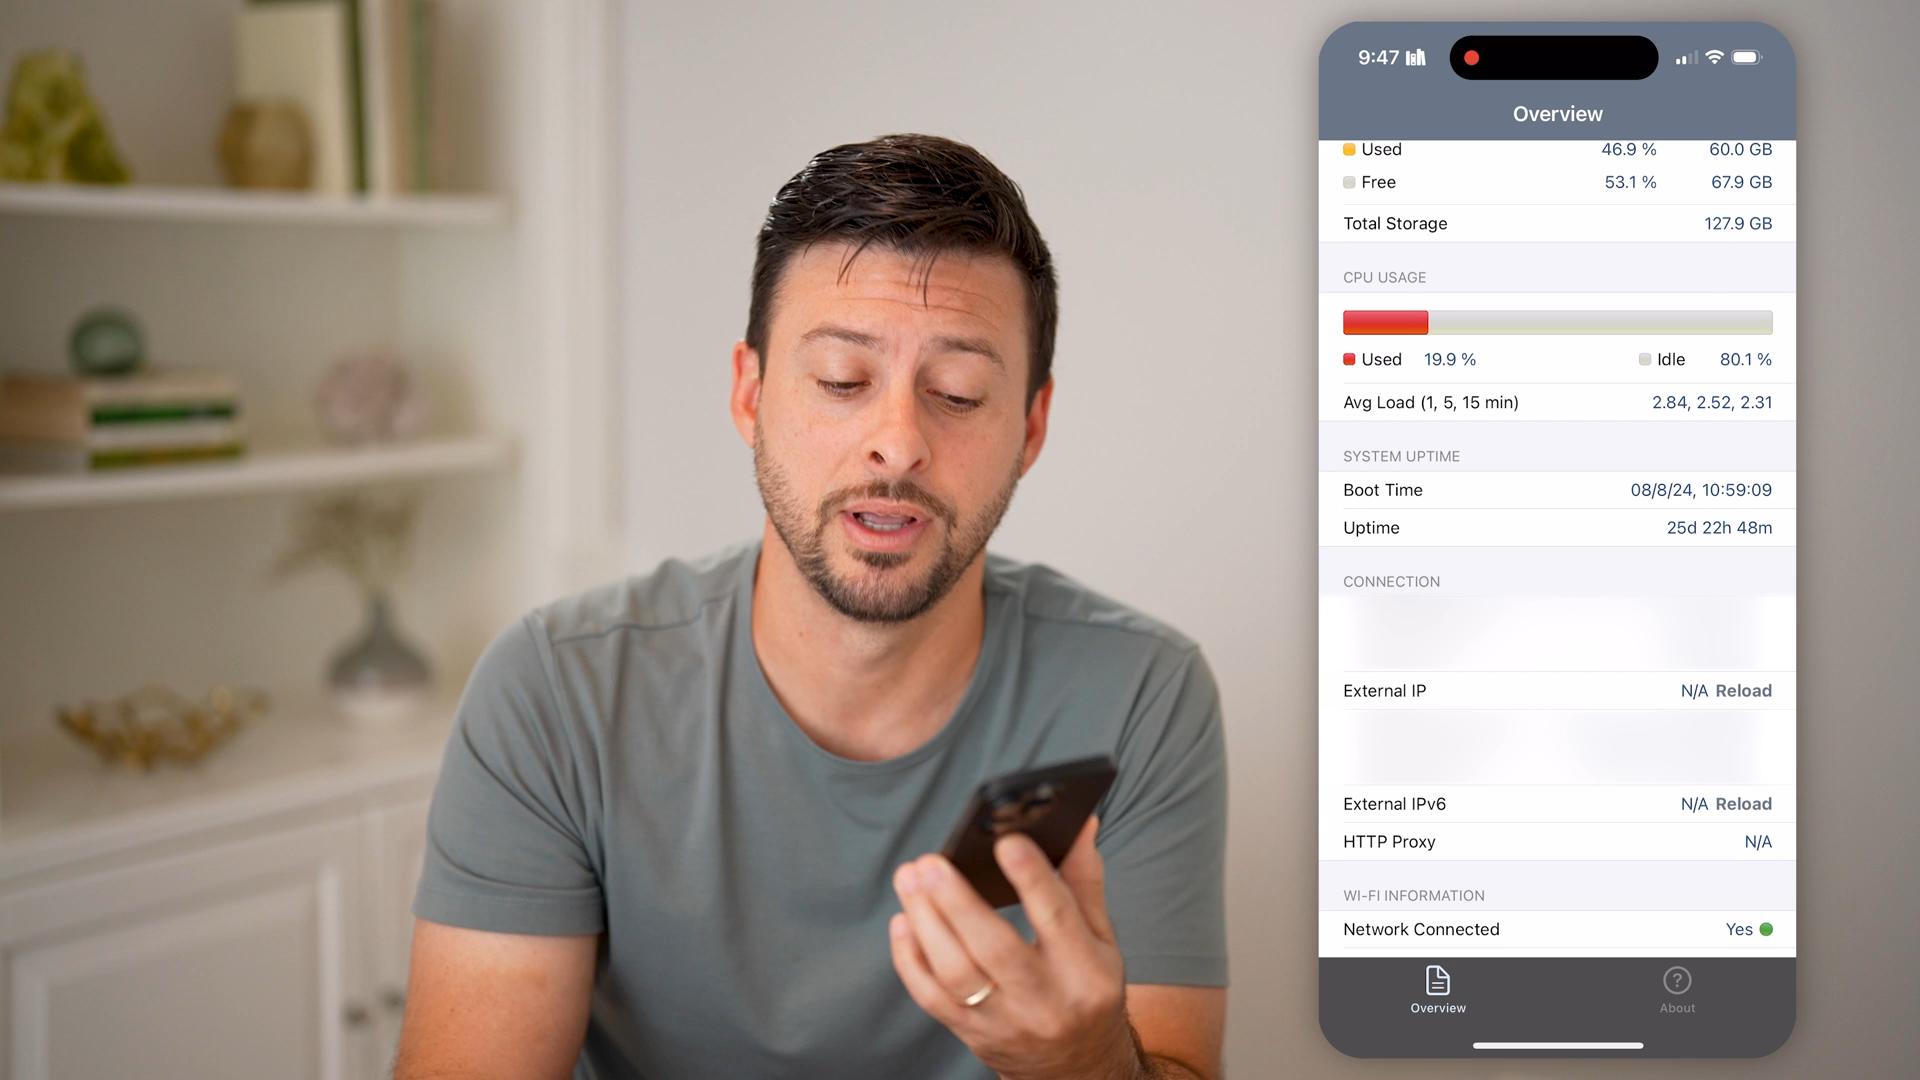 9:47
Overview
Used 46.9 % 60.0 GB
Free 53.1 % 67.9 GB
Total Storage 127.9 GB
CPU USAGE
Used 19.9 % Idle 80.1 %
Avg Load (1, 5, 15 min) 2.84, 2.52, 2.31
SYSTEM UPTIME
Boot Time 08/8/24, 10:59:09
Uptime 25d 22h 48m
CONNECTION
External IP N/A Reload
External IPv6 N/A Reload
HTTP Proxy N/A
WI-FI INFORMATION
Network Connected Yes
Overview ? About